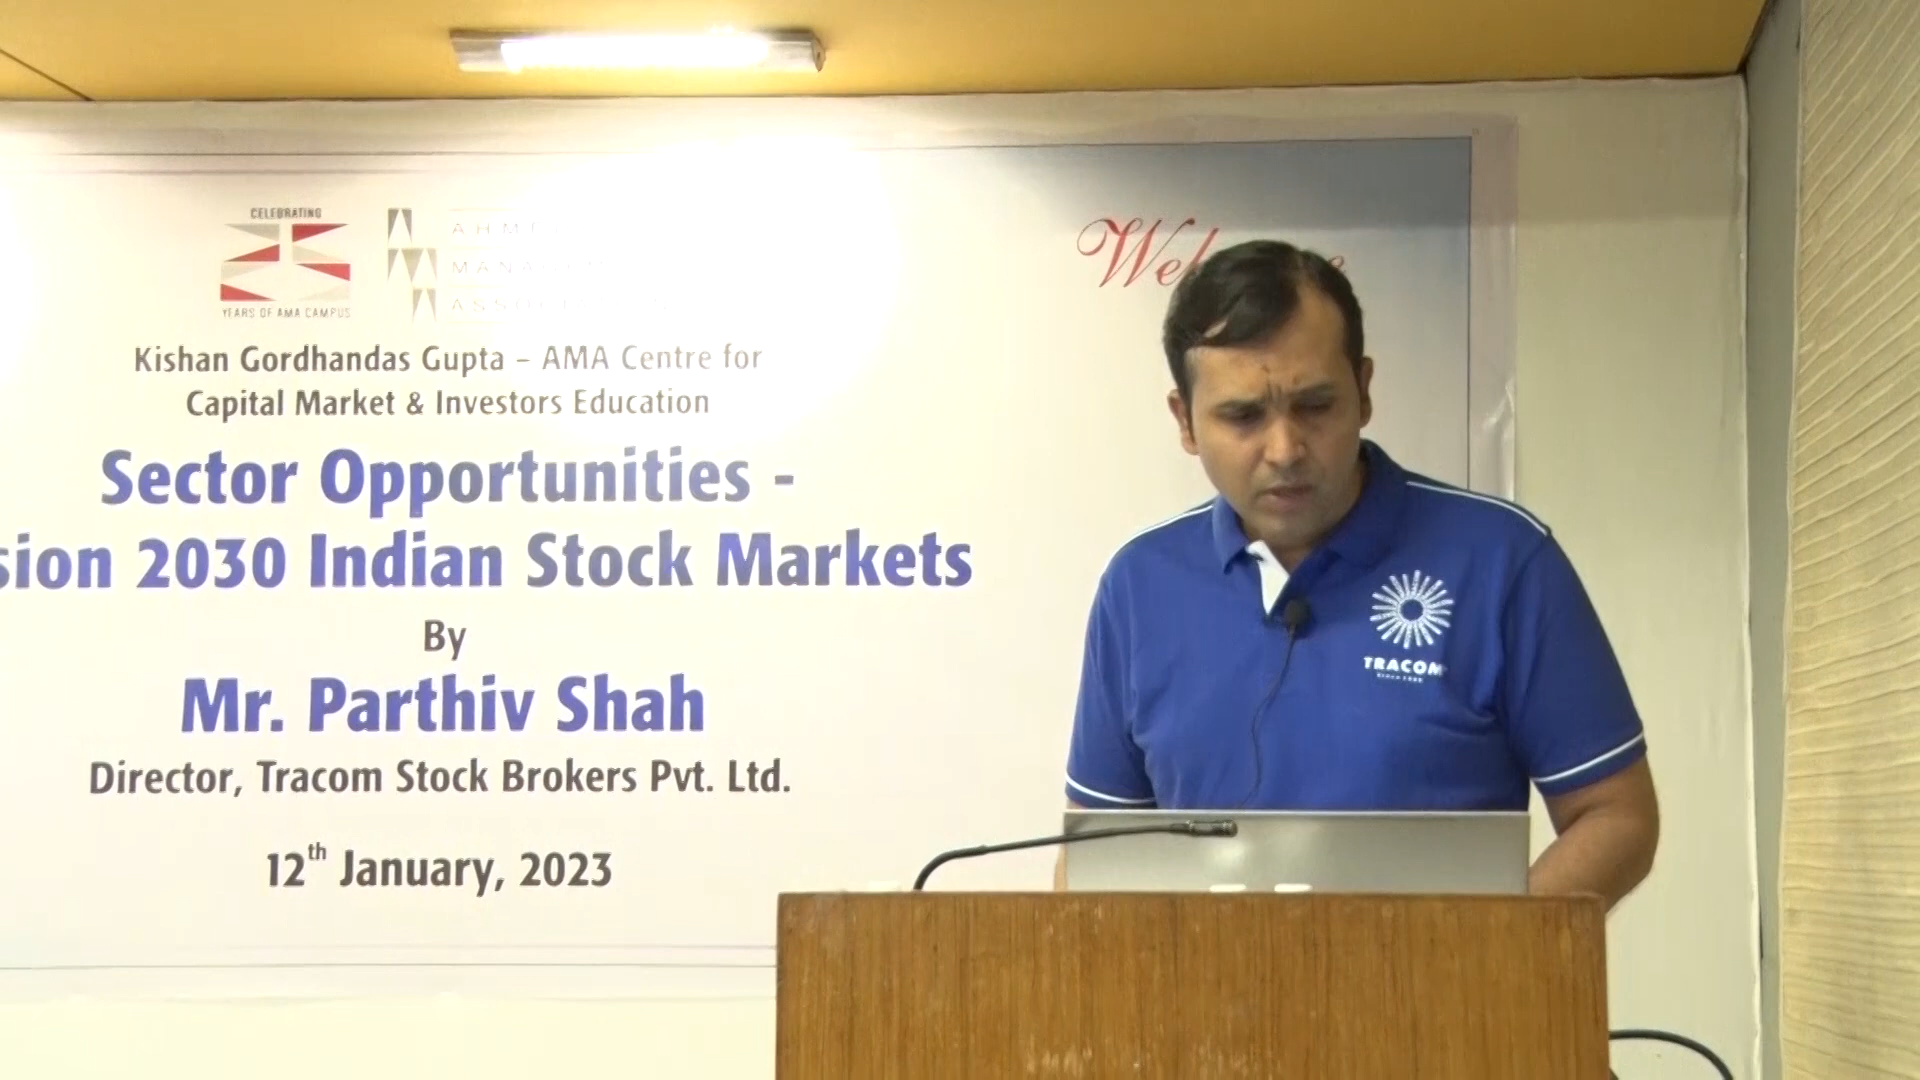 CELEBRATING
YEARS OF AMA CAMPUS
Kishan Gordhandas Gupta – AMA Centre for
Capital Market & Investors Education
Sector Opportunities -
2030 Indian Stock Markets
By
Mr. Parthiv Shah
Director, Tracom Stock Brokers Pvt. Ltd.
12th January, 2023
TRACOM